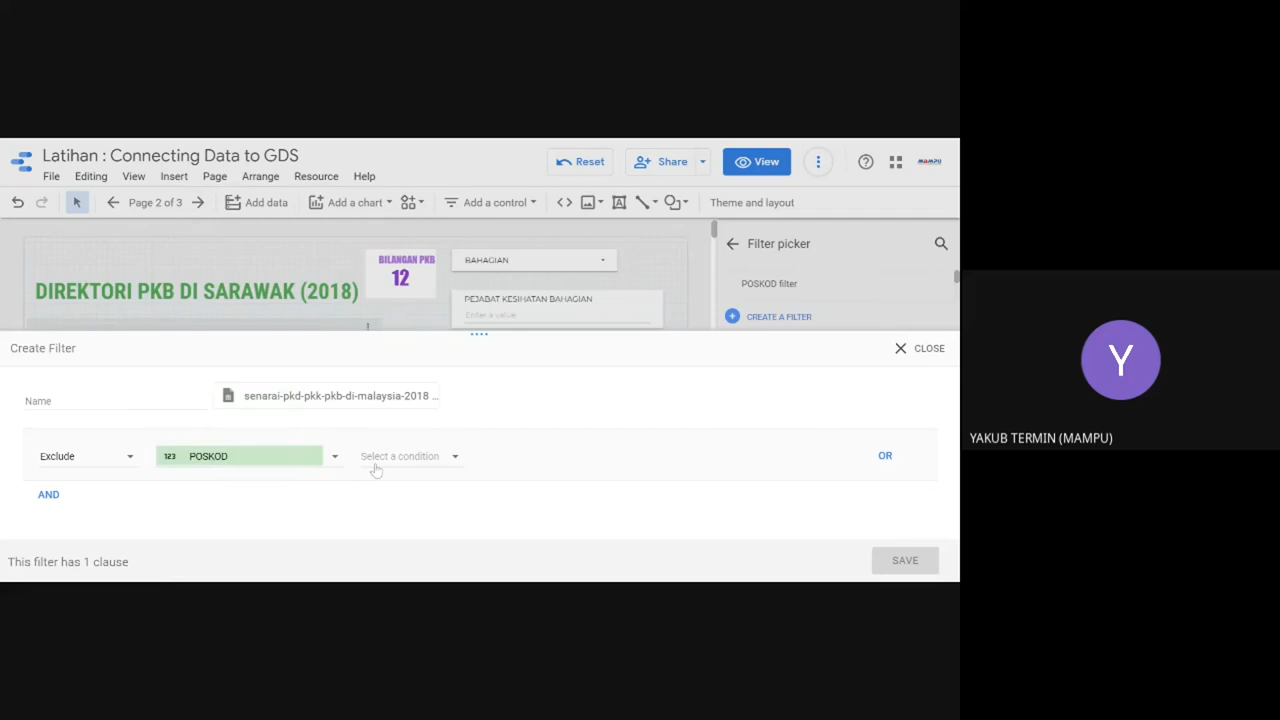 Latihan : Connecting Data to GDS
Reset
Share
View
MAMPU
File Editing View Insert Page Arrange Resource Help
Page 2 of 3
Add data
Add a chart
Add a control
Theme and layout
DIREKTORI PKB DI SARAWAK (2018)
BILANGAN PKB
12
BAHAGIAN
PEJABAT KESIHATAN BAHAGIAN
Enter a value
Filter picker
POSKOD filter
CREATE A FILTER
Create Filter
CLOSE
Name
senarai-pkd-pkk-pkb-di-malaysia-2018 ...
Exclude
123 POSKOD
Select a condition
OR
AND
This filter has 1 clause
SAVE
Y
YAKUB TERMIN (MAMPU)